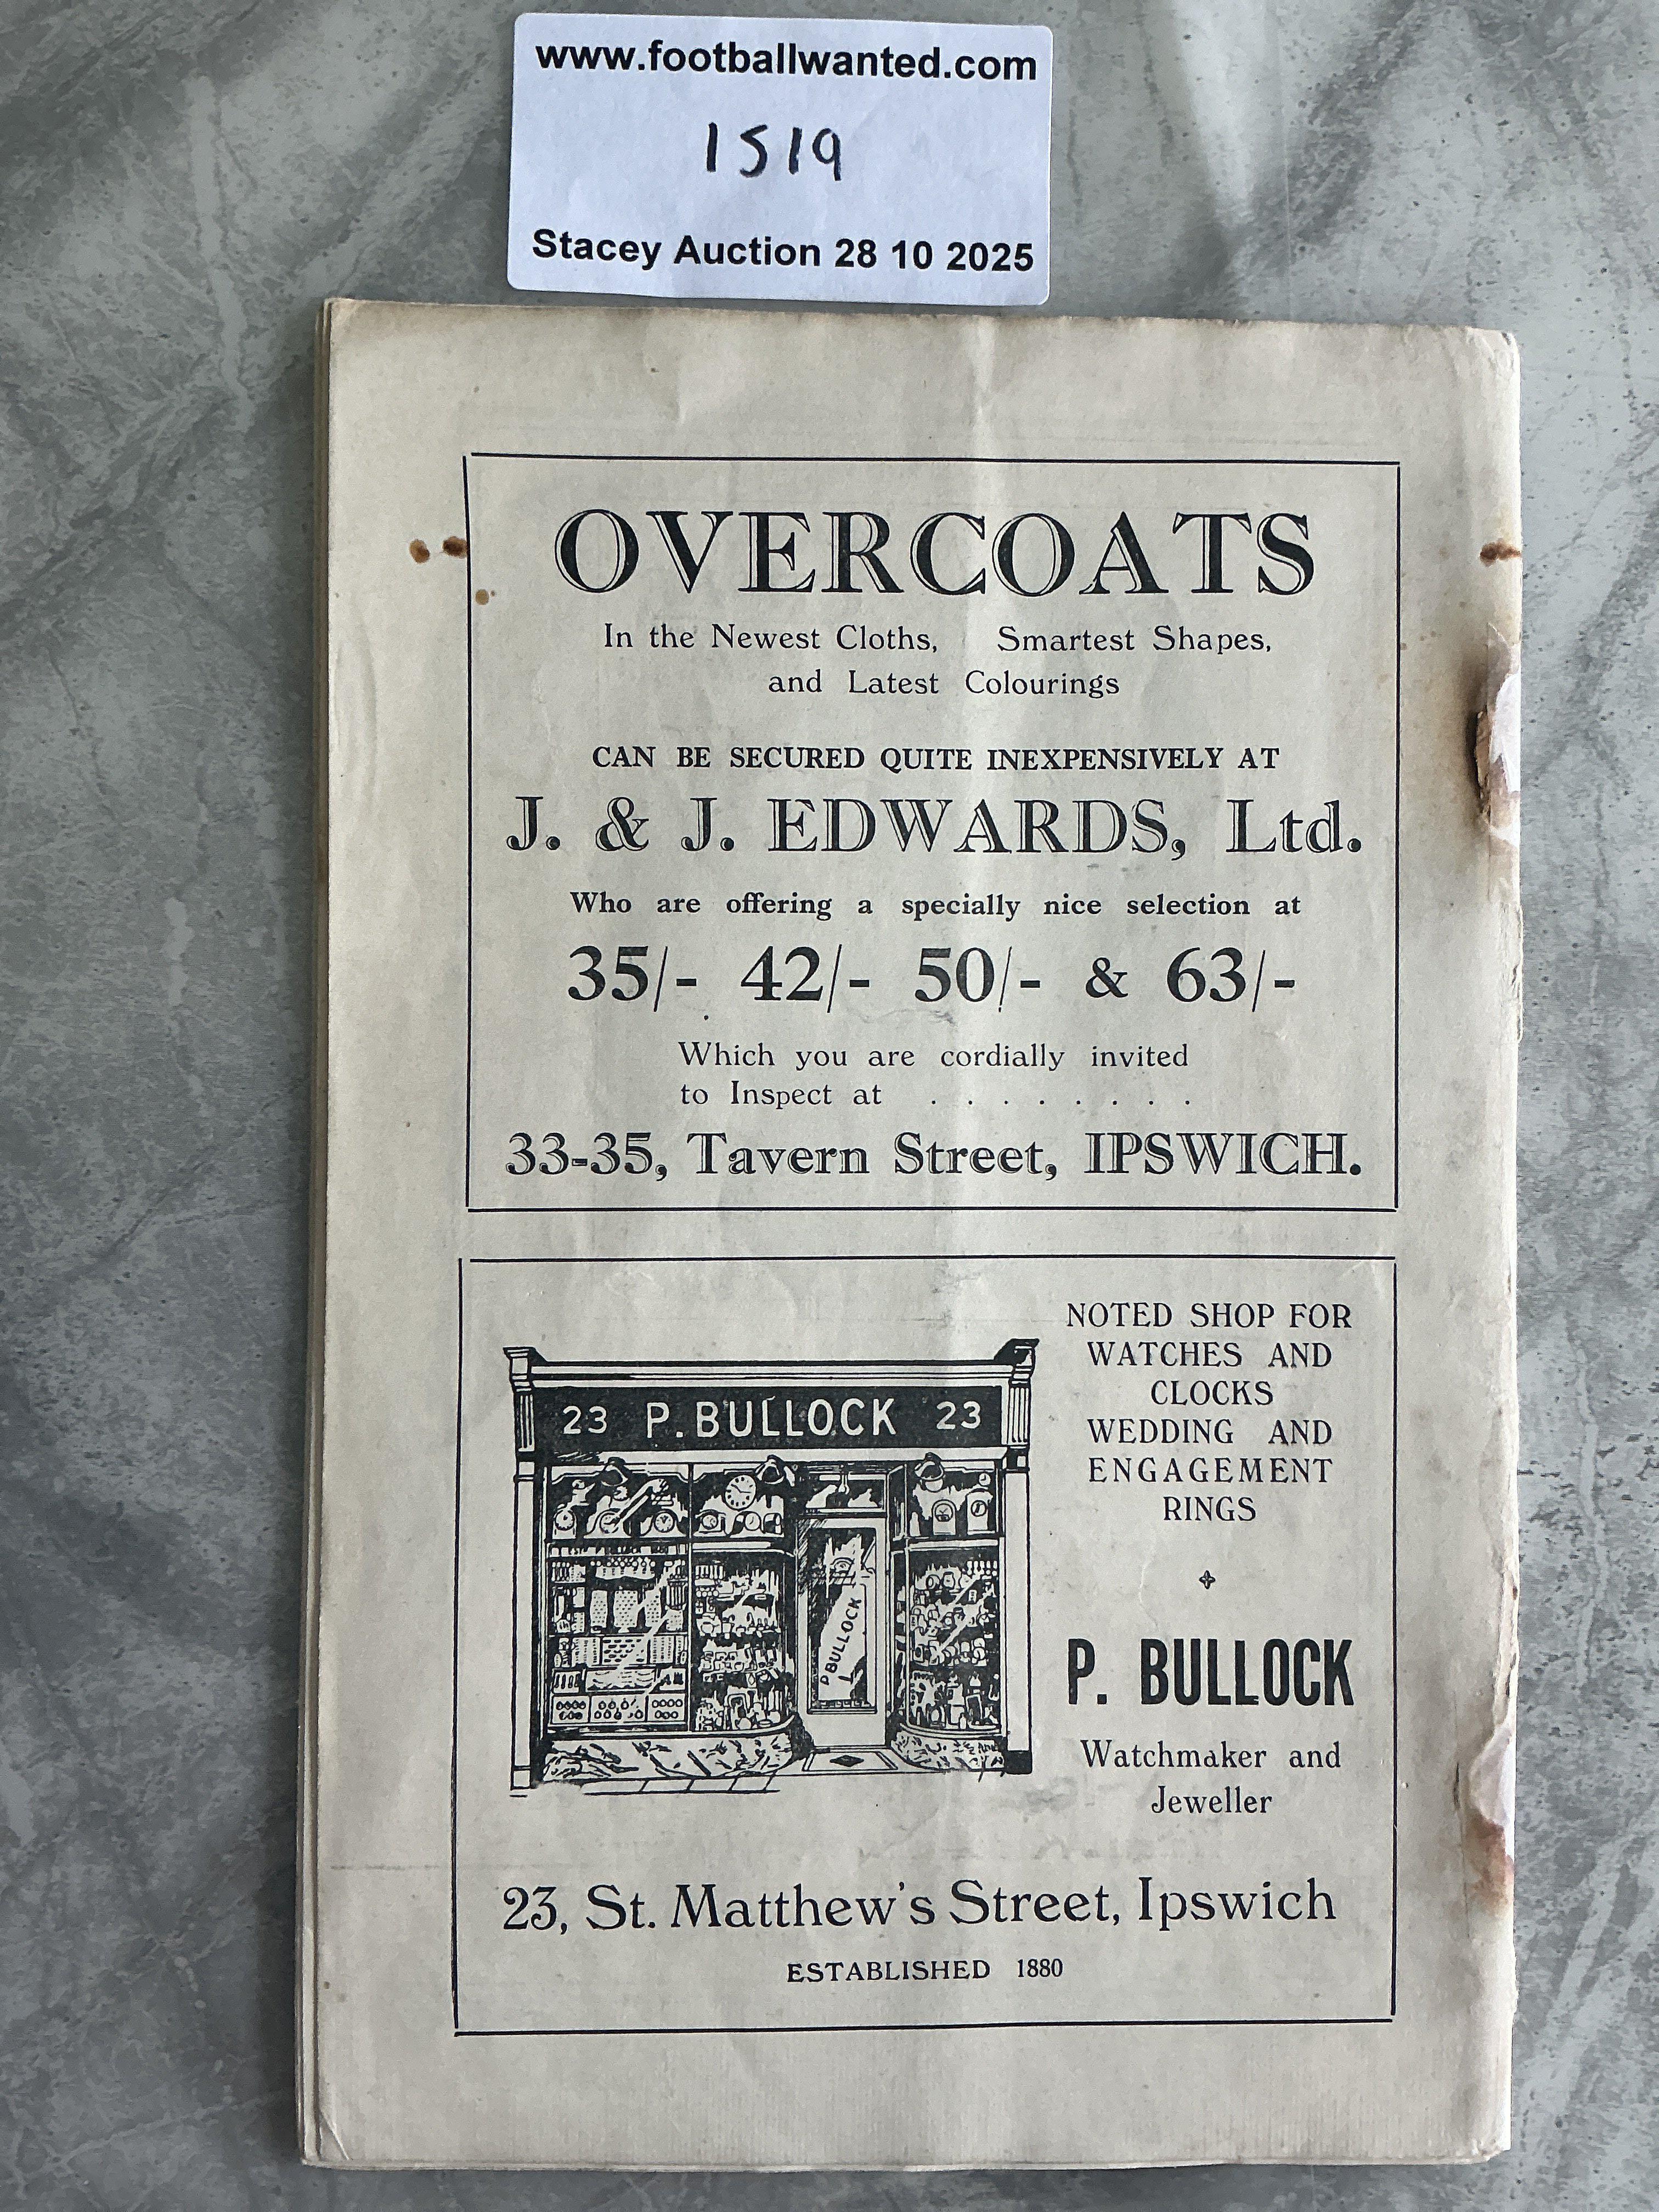 www.footballwanted.com
1519
Stacey Auction 28 10 2025
OVERCOATS
In the Newest Cloths, Smartest Shapes,
and Latest Colourings
CAN BE SECURED QUITE INEXPENSIVELY AT
J. & J. EDWARDS, Ltd.
Who are offering a specially nice selection at
35/- 42/- 50/- & 63/-
Which you are cordially invited
to Inspect at . . . . . . . .
33-35, Tavern Street, IPSWICH.
23 P. BULLOCK 23
P BULLOCK
NOTED SHOP FOR
WATCHES AND
CLOCKS
WEDDING AND
ENGAGEMENT
RINGS
P. BULLOCK
Watchmaker and
Jeweller
23, St. Matthew's Street, Ipswich
ESTABLISHED 1880